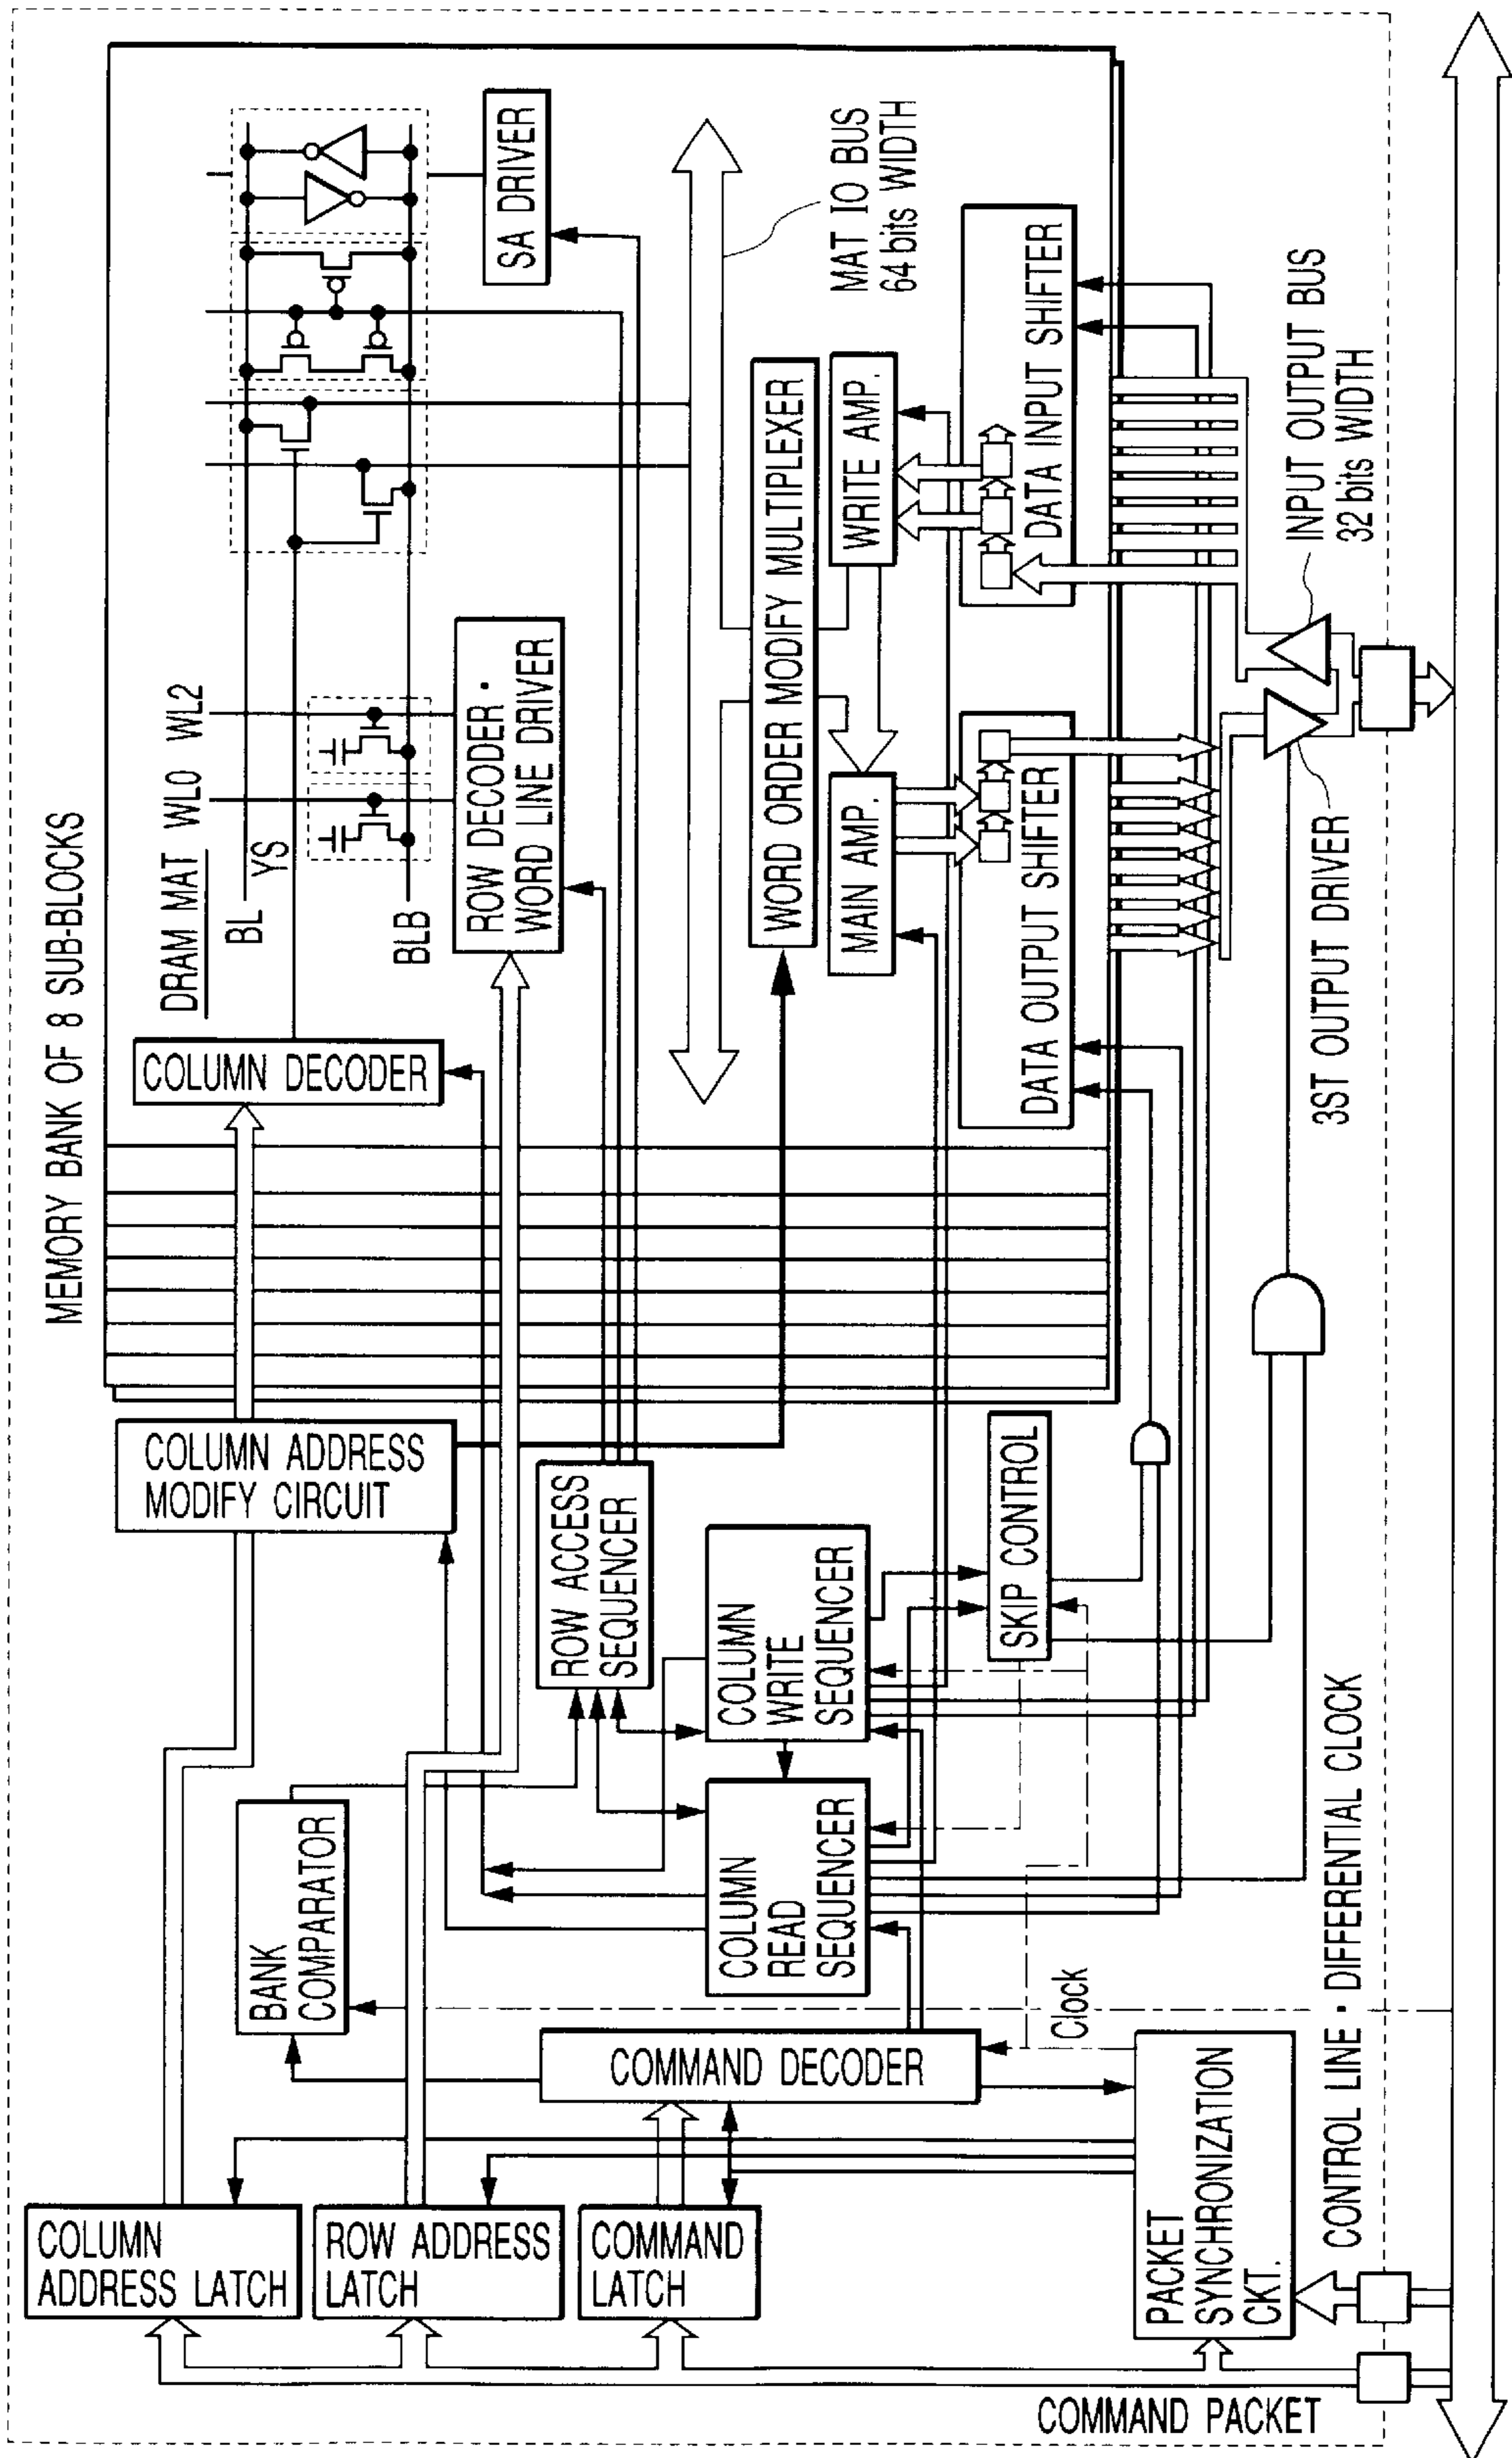 MEMORY BANK OF 8 SUB-BLOCKS
COLUMN
ADDRESS LATCH
ROW ADDRESS
LATCH
COMMAND
LATCH
BANK
COMPARATOR
COMMAND DECODER
PACKET
SYNCHRONIZATION
CKT.
Clock
COMMAND PACKET
CONTROL LINE · DIFFERENTIAL CLOCK
COLUMN ADDRESS
MODIFY CIRCUIT
ROW ACCESS
SEQUENCER
COLUMN
READ
SEQUENCER
COLUMN
WRITE
SEQUENCER
SKIP CONTROL
COLUMN DECODER
DRAM MAT WL0 WL2
BL
YS
BLB
ROW DECODER ·
WORD LINE DRIVER
SA DRIVER
MAT IO BUS
64 bits WIDTH
WORD ORDER MODIFY MULTIPLEXER
MAIN AMP.
WRITE AMP.
DATA OUTPUT SHIFTER
DATA INPUT SHIFTER
3ST OUTPUT DRIVER
INPUT OUTPUT BUS
32 bits WIDTH